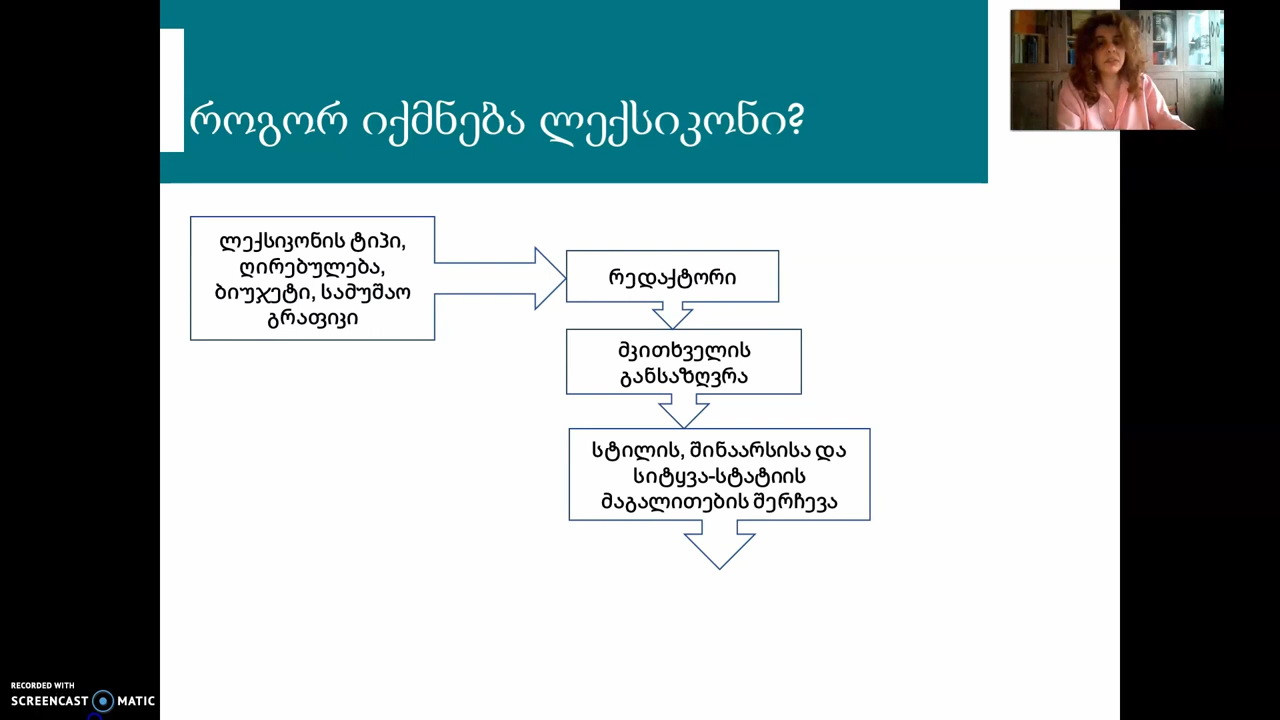 როგორ იქმნება ლექსიკონი?
ლექსიკონის ტიპი,
ღირებულება,
ბიუჯეტი, სამუშაო
გრაფიკი
რედაქტორი
მკითხველის
განსაზღვრა
სტილის, შინაარსისა და
სიტყვა-სტატიის
მაგალითების შერჩევა
RECORDED WITH
SCREENCAST MATIC